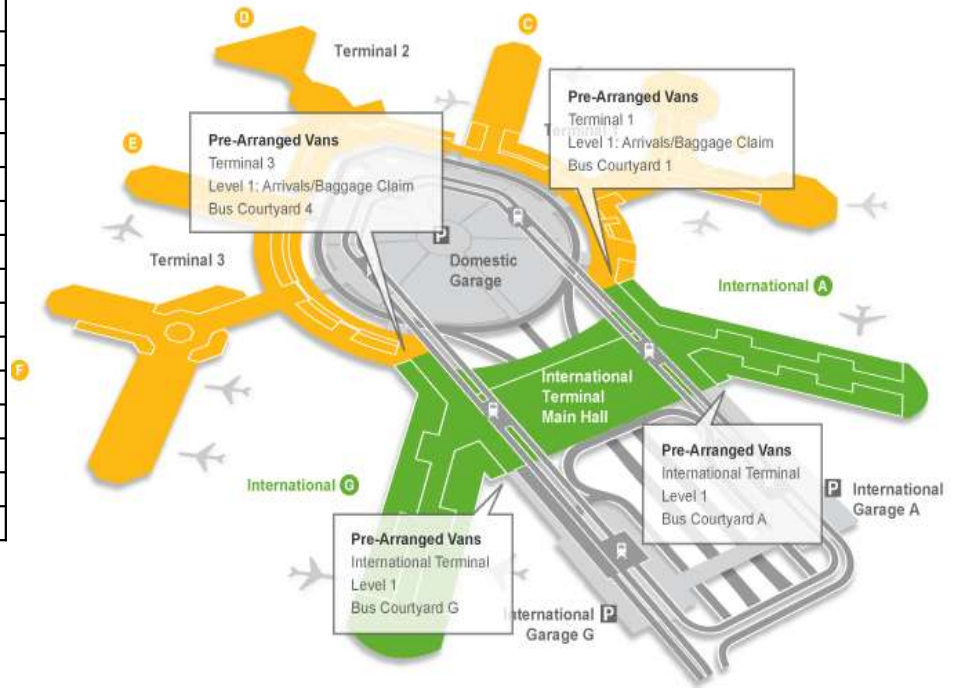 D
C
Terminal 2
Pre-Arranged Vans
Terminal 1
Level 1: Arrivals/Baggage Claim
Bus Courtyard 1
Pre-Arranged Vans
Terminal 3
Level 1: Arrivals/Baggage Claim
Bus Courtyard 4
E
P
Domestic
Garage
Terminal 3
International A
F
International
Terminal
Main Hall
Pre-Arranged Vans
International Terminal
Level 1
Bus Courtyard A
International G
P International
Garage A
Pre-Arranged Vans
International Terminal
Level 1
Bus Courtyard G
International P
Garage G